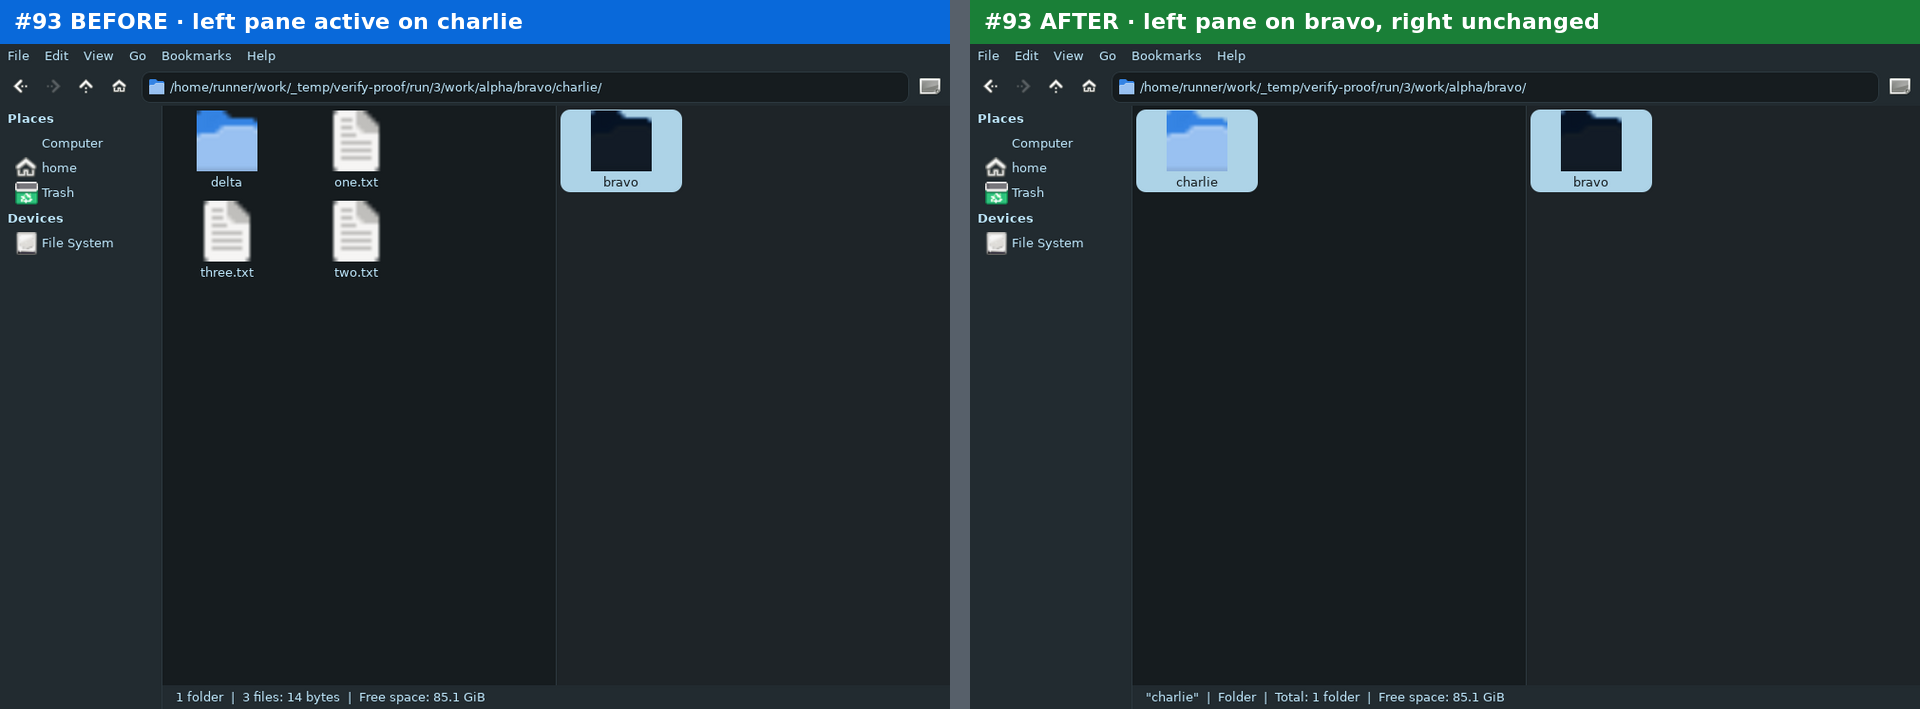 #93 BEFORE · left pane active on charlie
File Edit View Go Bookmarks Help
/home/runner/work/_temp/verify-proof/run/3/work/alpha/bravo/charlie/
Places
Computer
home
Trash
Devices
File System
delta
one.txt
three.txt
two.txt
bravo
1 folder | 3 files: 14 bytes | Free space: 85.1 GiB
#93 AFTER · left pane on bravo, right unchanged
File Edit View Go Bookmarks Help
/home/runner/work/_temp/verify-proof/run/3/work/alpha/bravo/
Places
Computer
home
Trash
Devices
File System
charlie
bravo
"charlie" | Folder | Total: 1 folder | Free space: 85.1 GiB